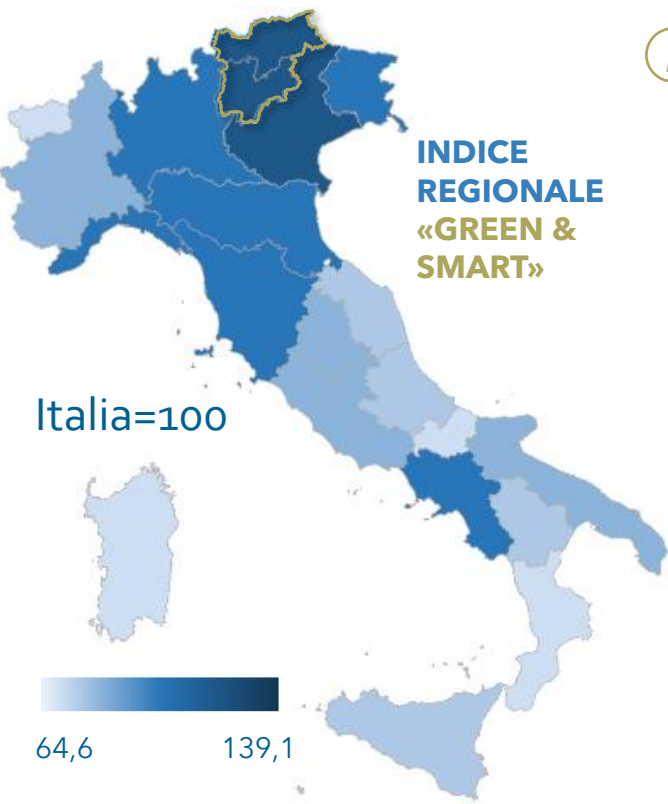 INDICE
REGIONALE
«GREEN &
SMART»
Italia=100
64,6 139,1